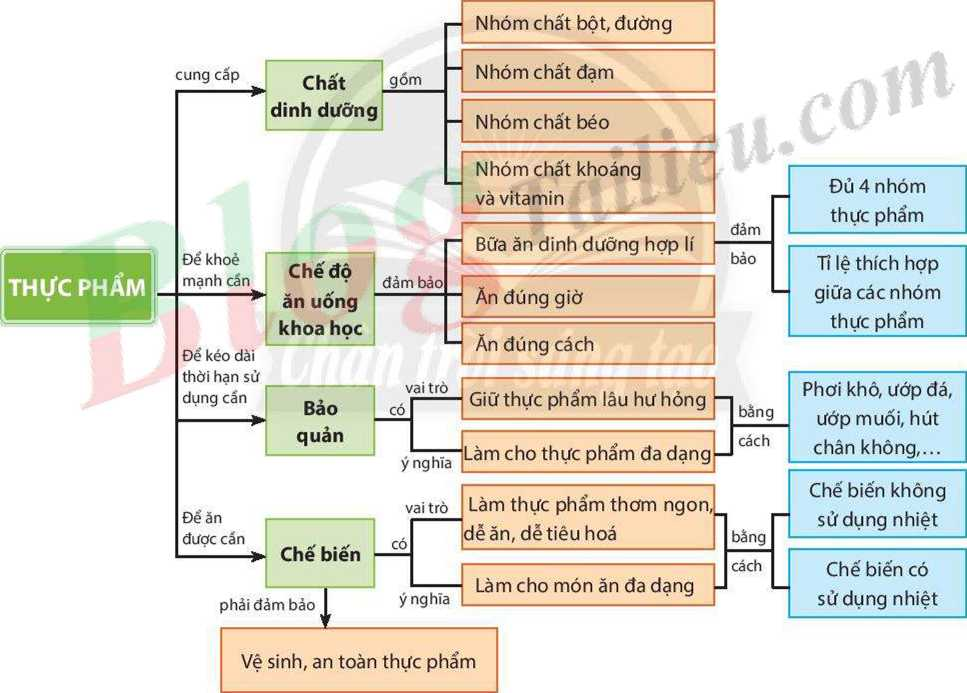 THỰC PHẨM
cung cấp
Chất
dinh dưỡng
gồm
Nhóm chất bột, đường
Nhóm chất đạm
Nhóm chất béo
Nhóm chất khoáng
và vitamin
Để khoẻ
mạnh cần
Chế độ
ăn uống
khoa học
đảm bảo
Bữa ăn dinh dưỡng hợp lí
Ăn đúng giờ
Ăn đúng cách
đảm
bảo
Đủ 4 nhóm
thực phẩm
Tỉ lệ thích hợp
giữa các nhóm
thực phẩm
Để kéo dài
thời hạn sử
dụng cần
Bảo
quản
có
vai trò
Giữ thực phẩm lâu hư hỏng
ý nghĩa
Làm cho thực phẩm đa dạng
bằng
cách
Phơi khô, ướp đá,
ướp muối, hút
chân không,...
Để ăn
được cần
Chế biến
có
vai trò
Làm thực phẩm thơm ngon,
dễ ăn, dễ tiêu hoá
ý nghĩa
Làm cho món ăn đa dạng
bằng
cách
Chế biến không
sử dụng nhiệt
Chế biến có
sử dụng nhiệt
phải đảm bảo
Vệ sinh, an toàn thực phẩm
Blog Tailieu.com
Chân trời sáng tạo